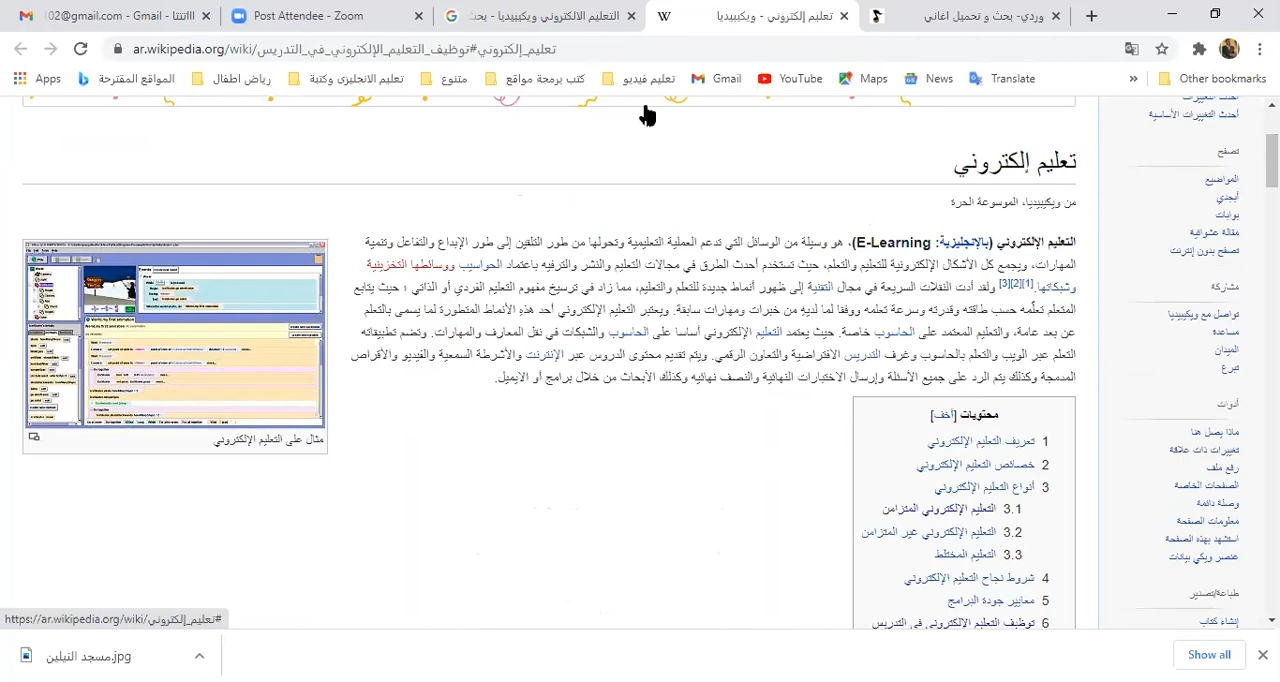 102@gmail.com - Gmail - الااتتنا
Post Attendee - Zoom
التعليم الالكتروني ويكيبيديا - بحث
تعليم إلكتروني - ويكيبيديا
وردي- بحث و تحميل اغاني
ar.wikipedia.org/wiki/تعليم_إلكتروني#توظيف_التعليم_الإلكتروني_في_التدريس
Apps
المواقع المقترحة
رياض اطفال
تعليم الانجليزى وكتبة
متنوع
كتب برمجة مواقع
تعليم فيديو
Gmail
YouTube
Maps
News
Translate
»
Other bookmarks
أحدث التغييرات
أحدث التغييرات الأساسية
تصفح
المواضيع
أبجدي
بوابات
مقالة عشوائية
تصفح بدون إنترنت
مشاركة
تواصل مع ويكيبيديا
مساعدة
الميدان
تبرع
أدوات
ماذا يصل هنا
تغييرات ذات علاقة
رفع ملف
الصفحات الخاصة
وصلة دائمة
معلومات الصفحة
استشهد بهذه الصفحة
عنصر ويكي بيانات
طباعة/تصدير
إنشاء كتاب
تعليم إلكتروني
من ويكيبيديا، الموسوعة الحرة
التعليم الإلكتروني (بالإنجليزية: E-Learning)، هو وسيلة من الوسائل التي تدعم العملية التعليمية وتحولها من طور التلقين إلى طور الإبداع والتفاعل وتنمية
المهارات، ويجمع كل الأشكال الإلكترونية للتعليم والتعلم، حيث تستخدم أحدث الطرق في مجالات التعليم والنشر والترفيه باعتماد الحواسيب ووسائطها التخزينية
وشبكاتها.[1][2][3] ولقد أدت النقلات السريعة في مجال التقنية إلى ظهور أنماط جديدة للتعلم والتعليم، مما زاد في ترسيخ مفهوم التعليم الفردي أو الذاتي ؛ حيث يتابع
المتعلم تعلّمه حسب طاقته وقدرته وسرعة تعلمه ووفقا لما لديه من خبرات ومهارات سابقة. ويعتبر التعليم الإلكتروني أحد هذه الأنماط المتطورة لما يسمى بالتعلم
عن بعد عامة، والتعليم المعتمد على الحاسوب خاصة. حيث يعتمد التعليم الإلكتروني أساسا على الحاسوب والشبكات في نقل المعارف والمهارات. وتضم تطبيقاته
التعلم عبر الويب والتعلم بالحاسوب وغرف التدريس الافتراضية والتعاون الرقمي. ويتم تقديم محتوى الدروس عبر الإنترنت والأشرطة السمعية والفيديو والأقراص
المدمجة وكذلك يتم الرد على جميع الأسئلة وإرسال الاختبارات النهائية والنصف نهائيه وكذلك الأبحاث من خلال برامج أو الإيميل.
مثال على التعليم الإلكتروني
محتويات [أخف]
1 تعريف التعليم الإلكتروني
2 خصائص التعليم الإلكتروني
3 أنواع التعليم الإلكتروني
3.1 التعليم الإلكتروني المتزامن
3.2 التعليم الإلكتروني غير المتزامن
3.3 التعليم المختلط
4 شروط نجاح التعليم الإلكتروني
5 معايير جودة البرامج
6 توظيف التعليم الإلكتروني في التدريس
https://ar.wikipedia.org/wiki/تعليم_إلكتروني#
مسجد النيلين.jpg
Show all